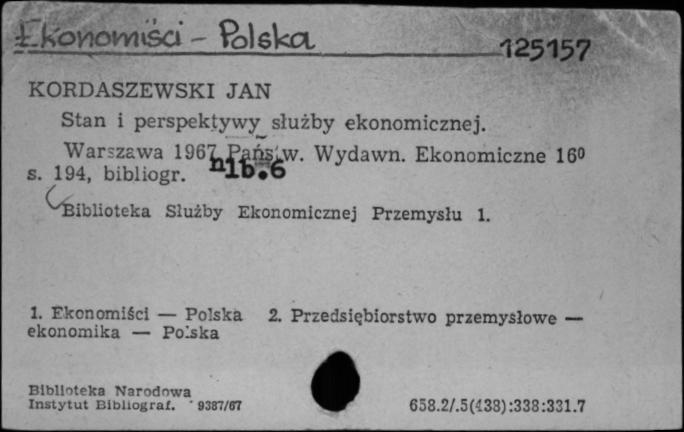 Ekonomiści - Polska
125157
KORDASZEWSKI JAN
Stan i perspektywy służby ekonomicznej.
Warszawa 1967 Państw. Wydawn. Ekonomiczne 16⁰
s. 194, bibliogr. nlb.6
Biblioteka Służby Ekonomicznej Przemysłu 1.
1. Ekonomiści — Polska 2. Przedsiębiorstwo przemysłowe —
ekonomika — Polska
Biblioteka Narodowa
Instytut Bibliograf. 9387/67
658.2/.5(438):338:331.7